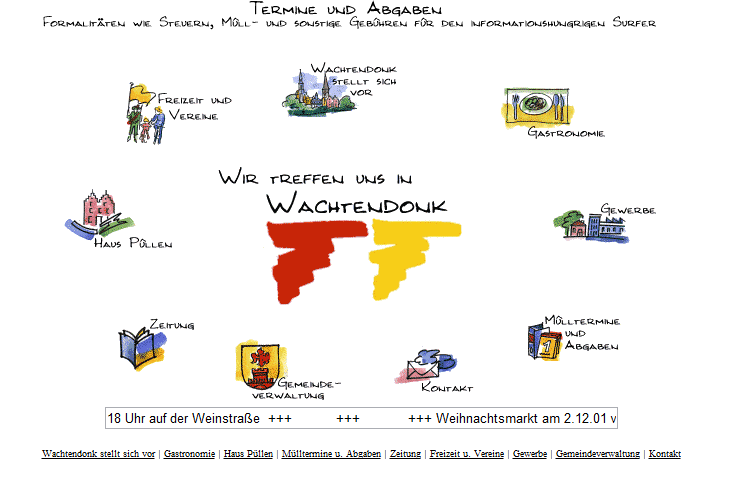 Termine und Abgaben
Formalitäten wie Steuern, Müll- und sonstige Gebühren für den informationshungrigen Surfer
Wachtendonk
stellt sich
vor
Freizeit und
Vereine
Gastronomie
Wir treffen uns in
Wachtendonk
Gewerbe
Haus Püllen
Zeitung
Mülltermine
und
Abgaben
1
Gemeinde-
verwaltung
Kontakt
18 Uhr auf der Weinstraße +++ +++ +++ Weihnachtsmarkt am 2.12.01 v
Wachtendonk stellt sich vor | Gastronomie | Haus Püllen | Mülltermine u. Abgaben | Zeitung | Freizeit u. Vereine | Gewerbe | Gemeindeverwaltung | Kontakt